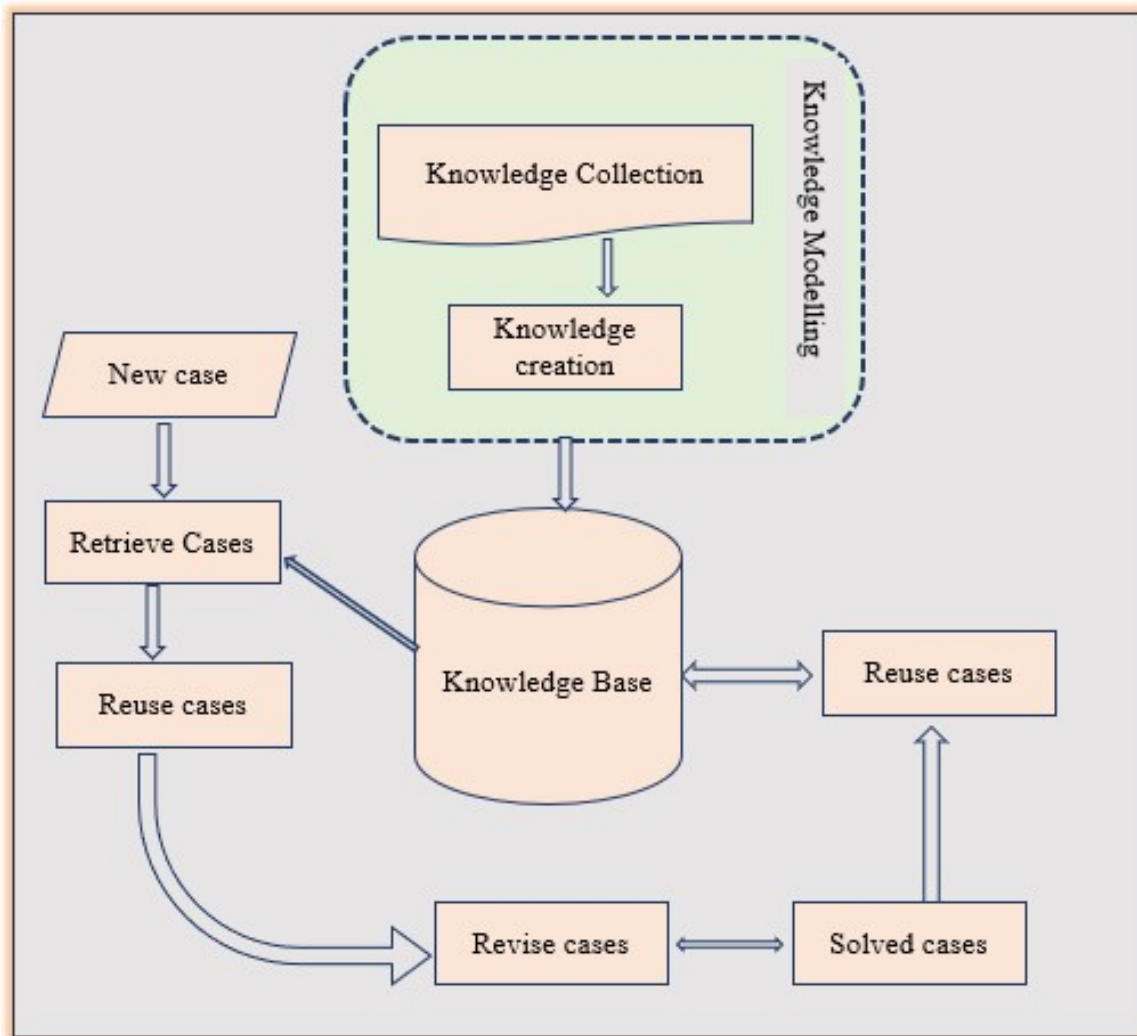 Knowledge Collection
Knowledge Modelling
Knowledge
creation
New case
Retrieve Cases
Reuse cases
Knowledge Base
Reuse cases
Revise cases
Solved cases